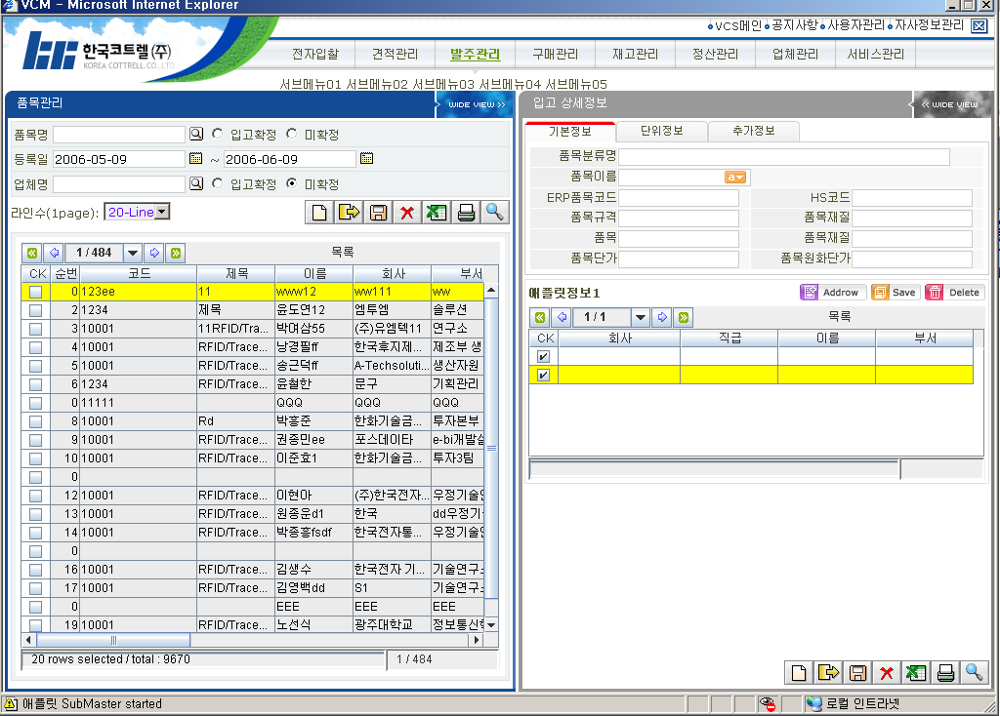 VCM - Microsoft Internet Explorer
VCS메인 공지사항 사용자관리 자사정보관리
한국코트렐(주)
KOREA COTTRELL CO.,LTD
전자입찰 견적관리 발주관리 구매관리 재고관리 정산관리 업체관리 서비스관리
서브메뉴01 서브메뉴02 서브메뉴03 서브메뉴04 서브메뉴05
품목관리 WIDE VIEW >>
품목명 입고확정 미확정
등록일 2006-05-09 ~ 2006-06-09
업체명 입고확정 미확정
라인수(1page): 20-Line
1 / 484 목록
CK 순번 코드 제목 이름 회사 부서
0 123ee 11 www12 ww111 ww
2 1234 제목 윤도연12 엠투엠 솔루션
3 10001 11RFID/Tra... 박여삼55 (주)유엠텍11 연구소
4 10001 RFID/Trace... 낭경필ff 한국휴지제... 제조부 생
5 10001 RFID/Trace... 송근덕ff A-Techsoluti... 생산자원
6 1234 RFID/Trace... 윤철한 문구 기획관리
0 11111 QQQ QQQ QQQ
8 10001 Rd 박흥준 한화기술금... 투자본부
9 10001 RFID/Trace... 권종민ee 포스데이타 e-bi개발실
10 10001 RFID/Trace... 이준호1 한화기술금... 투자3팀
0
12 10001 RFID/Trace... 이현아 (주)한국전자... 우정기술
13 10001 RFID/Trace... 원종운d1 한국 dd우정기
14 10001 RFID/Trace... 박종흥fsdf 한국전자통... 우정기술
0
16 10001 RFID/Trace... 김생수 한국전자 기... 기술연구
17 10001 RFID/Trace... 김영백dd S1 기술연구
0 EEE EEE EEE
19 10001 RFID/Trace... 노선식 광주대학교 정보통신
20 rows selected / total : 9670 1 / 484
입고 상세정보 << WIDE VIEW
기본정보 단위정보 추가정보
품목분류명
품목이름 a
ERP품목코드 HS코드
품목규격 품목재질
품목 품목재질
품목단가 품목원화단가
애플릿정보1 Addrow Save Delete
1 / 1 목록
CK 회사 직급 이름 부서
애플릿 SubMaster started 로컬 인트라넷